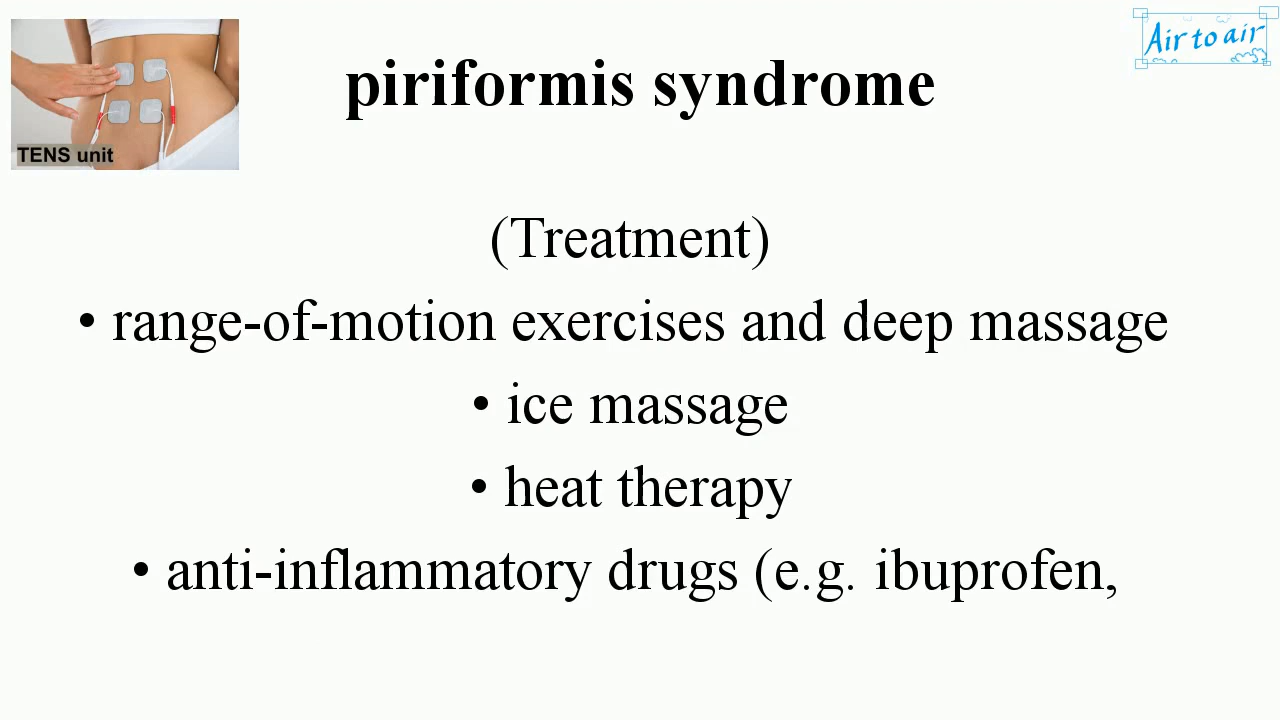 Air to air
piriformis syndrome
TENS unit
(Treatment)
• range-of-motion exercises and deep massage
• ice massage
• heat therapy
• anti-inflammatory drugs (e.g. ibuprofen,